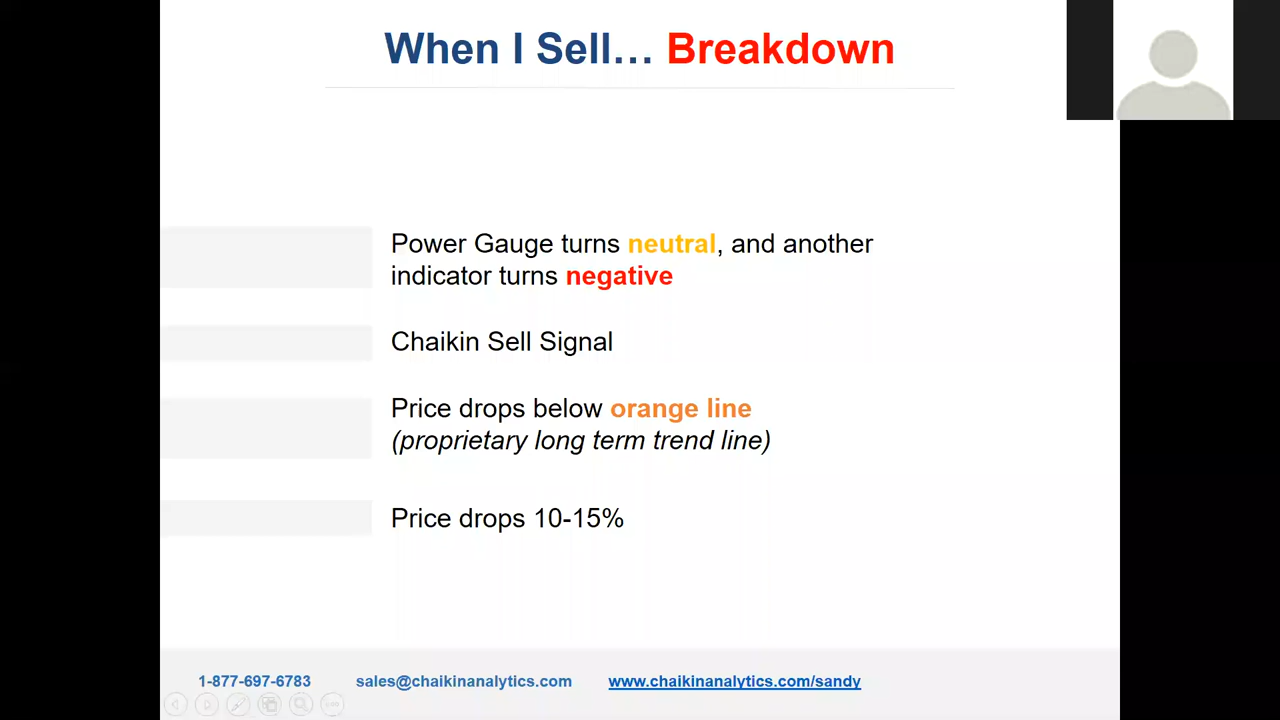 When I Sell… Breakdown
Power Gauge turns neutral, and another
indicator turns negative
Chaikin Sell Signal
Price drops below orange line
(proprietary long term trend line)
Price drops 10-15%
1-877-697-6783 sales@chaikinanalytics.com www.chaikinanalytics.com/sandy